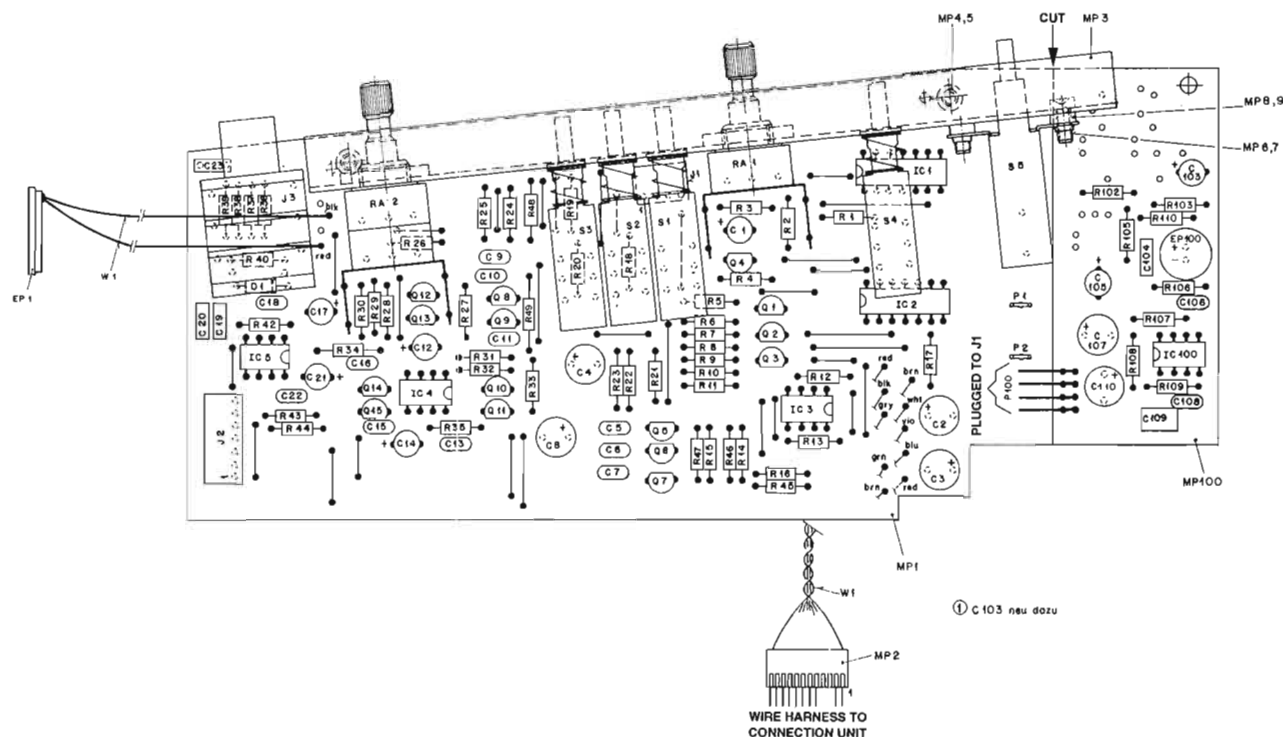 MP4,5
CUT
MP3
MP8,9
MP6,7
C23
J3
R40
D1
C18
C20
C19
R42
IC5
C22
C21
R43
R44
J2
EP1
W1
blk
red
RA 2
R26
C17
R30
R29
R28
Q12
Q13
R27
C12
R34
C16
Q14
Q15
C15
IC4
C14
R35
C13
R25
R24
R48
C9
C10
Q8
Q9
C11
R49
R31
R32
Q10
Q11
R33
C8
R19
S3
R20
S2
R18
S1
J1
C4
R23
R22
R21
C5
C6
C7
RA 1
R3
C1
R2
Q4
R4
R5
R6
R7
R8
R9
R10
R11
Q1
Q2
Q3
Q6
Q7
R47
R15
R46
R14
R12
IC3
R13
R16
R45
IC1
R1
S4
IC2
R17
red
brn
blk
wht
gry
vio
blu
grn
brn
red
C2
C3
S5
P1
P2
PLUGGED TO J1
P100
C103
R102
R103
R110
R105
C104
EP100
C105
R106
C106
R107
C107
R108
IC100
C110
R109
C108
C109
MP100
MP1
W1
① C103 neu dazu
MP2
1
WIRE HARNESS TO
CONNECTION UNIT